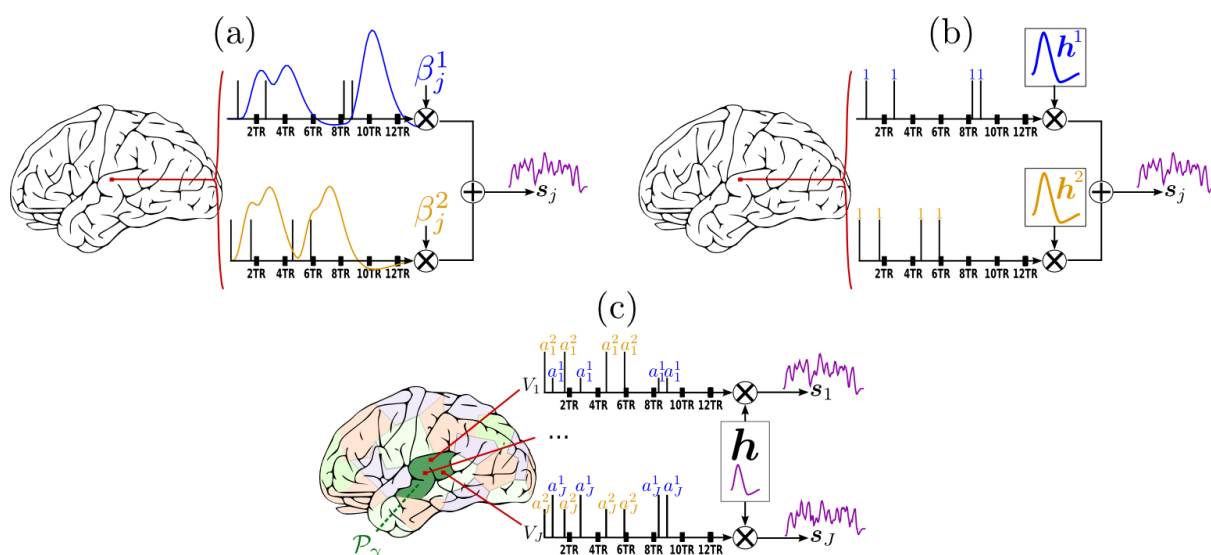 (a)
β_j^1
2TR 4TR 6TR 8TR 10TR 12TR
s_j
β_j^2
2TR 4TR 6TR 8TR 10TR 12TR
(b)
h^1
1 1 1 1
2TR 4TR 6TR 8TR 10TR 12TR
s_j
h^2
1 1 1 1
2TR 4TR 6TR 8TR 10TR 12TR
(c)
a_1^2 a_1^2 a_1^2 a_1^2
V_1 a_1^1 a_1^1 a_1^1 a_1^1
2TR 4TR 6TR 8TR 10TR 12TR
s_1
...
h
a_J^1 a_J^1 a_J^1 a_J^1
a_J^2 a_J^2 a_J^2 a_J^2
V_J
2TR 4TR 6TR 8TR 10TR 12TR
s_J
𝒫_γ